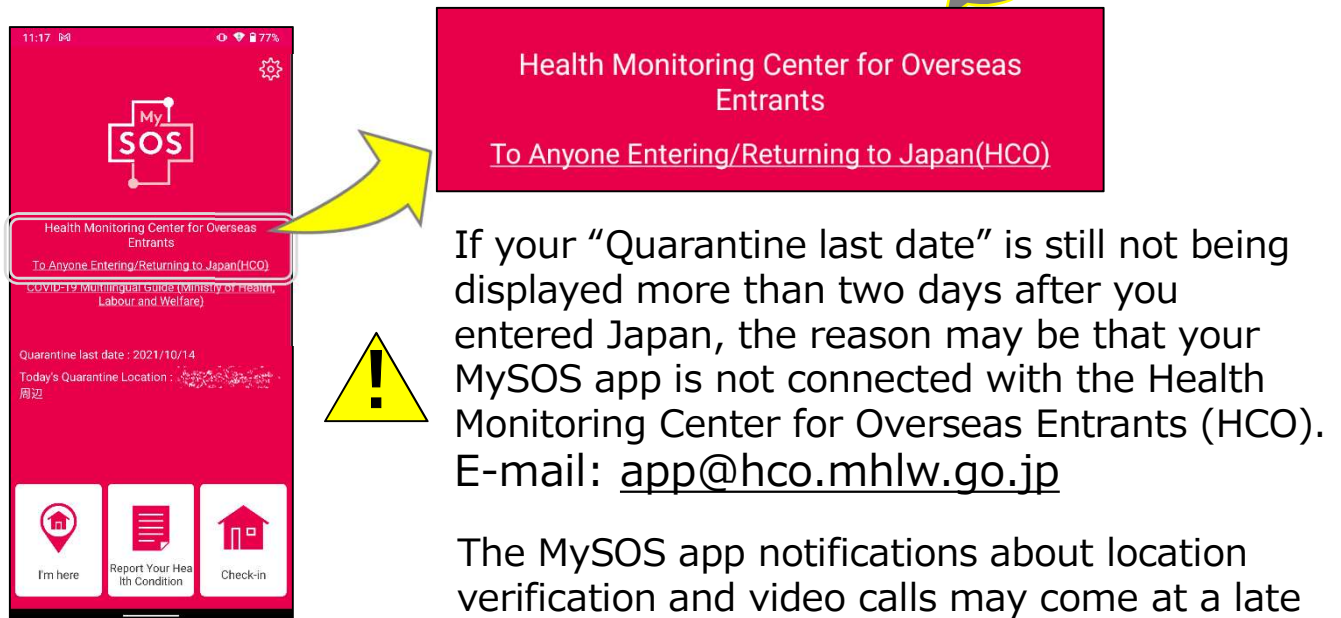 11:17
77%
My
SOS
Health Monitoring Center for Overseas
Entrants
To Anyone Entering/Returning to Japan(HCO)
COVID-19 Multilingual Guide (Ministry of Health,
Labour and Welfare)
Quarantine last date : 2021/10/14
Today's Quarantine Location :
周辺
I'm here
Report Your Hea
lth Condition
Check-in
Health Monitoring Center for Overseas
Entrants
To Anyone Entering/Returning to Japan(HCO)
!
If your “Quarantine last date” is still not being
displayed more than two days after you
entered Japan, the reason may be that your
MySOS app is not connected with the Health
Monitoring Center for Overseas Entrants (HCO).
E-mail: app@hco.mhlw.go.jp
The MySOS app notifications about location
verification and video calls may come at a late